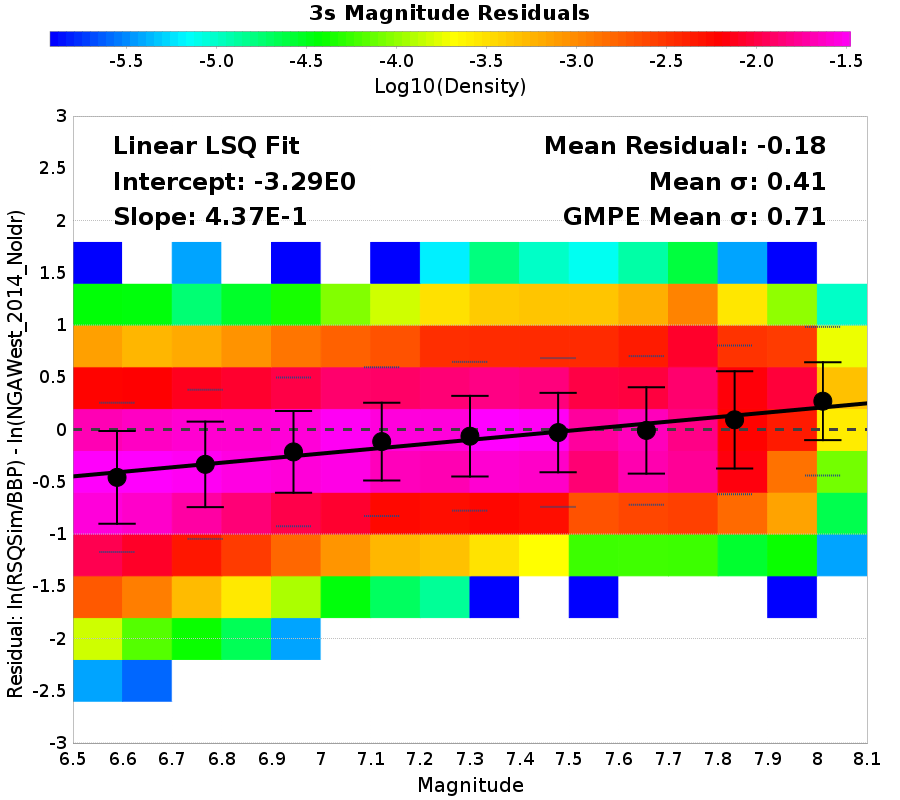 3s Magnitude Residuals
-5.5 -5.0 -4.5 -4.0 -3.5 -3.0 -2.5 -2.0 -1.5
Log10(Density)
Linear LSQ Fit
Intercept: -3.29E0
Slope: 4.37E-1
Mean Residual: -0.18
Mean σ: 0.41
GMPE Mean σ: 0.71
Residual: ln(RSQSim/BBP) - ln(NGAWest_2014_NoIdr)
3
2.5
2
1.5
1
0.5
0
-0.5
-1
-1.5
-2
-2.5
-3
6.5 6.6 6.7 6.8 6.9 7 7.1 7.2 7.3 7.4 7.5 7.6 7.7 7.8 7.9 8 8.1
Magnitude